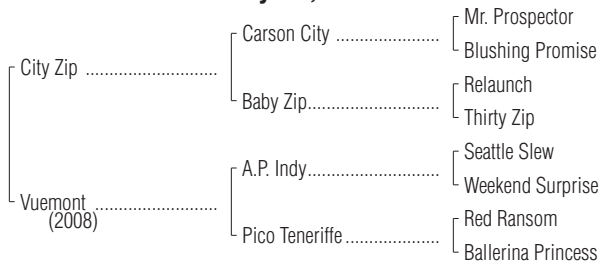 Mr. Prospector
Carson City
Blushing Promise
City Zip
Relaunch
Baby Zip
Thirty Zip
Seattle Slew
A.P. Indy
Weekend Surprise
Vuemont
(2008)
Red Ransom
Pico Teneriffe
Ballerina Princess